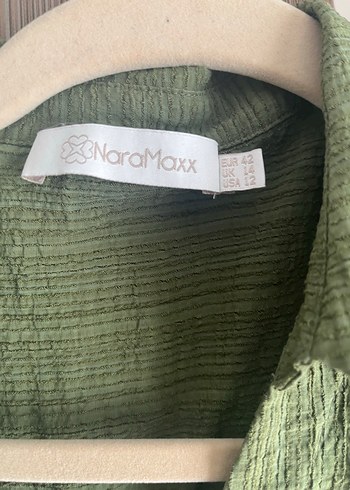 NaraMaxx
EUR 42
UK 14
USA 12